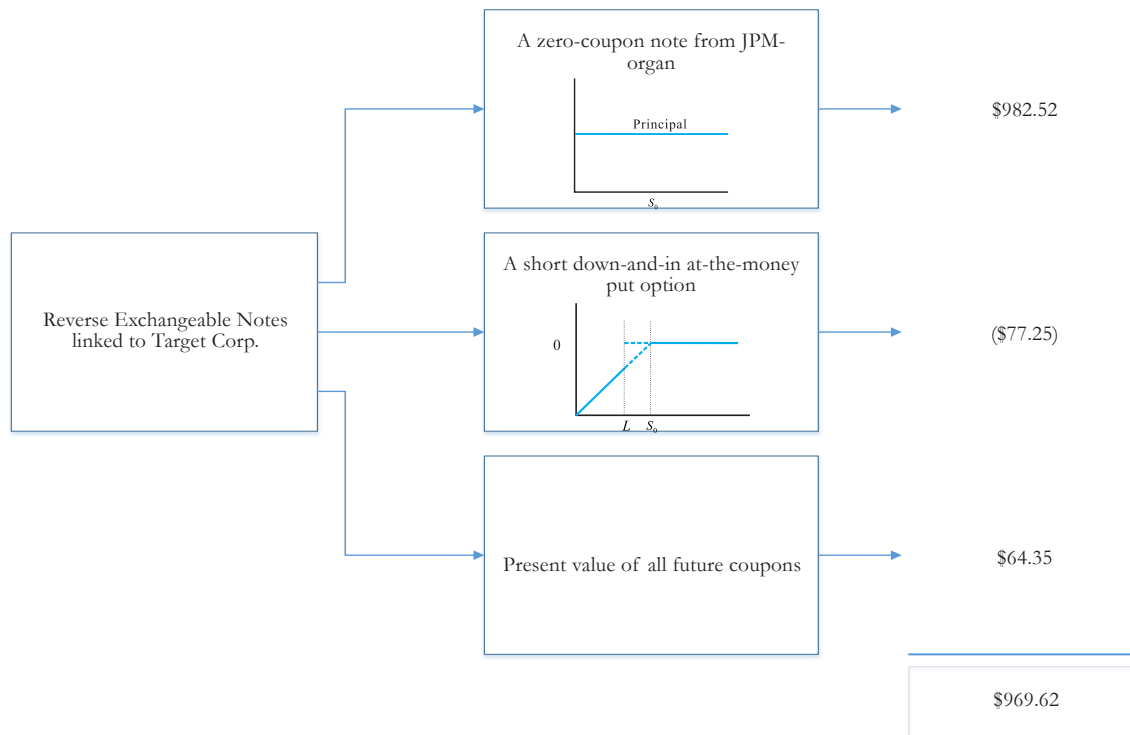 A zero-coupon note from JPM-
organ
Principal
S₀
$982.52
Reverse Exchangeable Notes
linked to Target Corp.
A short down-and-in at-the-money
put option
0
L S₀
($77.25)
Present value of all future coupons
$64.35
$969.62